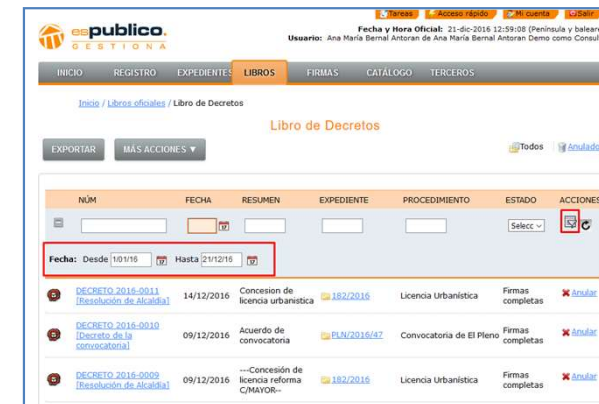 Tareas Acceso rápido Mi cuenta Salir
espublico.
GESTIONA
Fecha y Hora Oficial: 21-dic-2016 12:59:08 (Península y baleare
Usuario: Ana María Bernal Antoran de Ana María Bernal Antoran Demo como Consul
INICIO REGISTRO EXPEDIENTES LIBROS FIRMAS CATÁLOGO TERCEROS
Inicio / Libros oficiales / Libro de Decretos
Libro de Decretos
EXPORTAR MÁS ACCIONES ▼ Todos Anulado
NÚM FECHA RESUMEN EXPEDIENTE PROCEDIMIENTO ESTADO ACCIONES
Selecc
Fecha: Desde 1/01/16 Hasta 21/12/16
DECRETO 2016-0011
[Resolución de Alcaldía]
14/12/2016
Concesion de
licencia urbanistica
182/2016
Licencia Urbanística
Firmas
completas
Anular
DECRETO 2016-0010
[Decreto de la
convocatoria]
09/12/2016
Acuerdo de
convocatoria
PLN/2016/47
Convocatoria de El Pleno
Firmas
completas
Anular
DECRETO 2016-0009
[Resolución de Alcaldía]
09/12/2016
---Concesión de
licencia reforma
C/MAYOR--
182/2016
Licencia Urbanística
Firmas
completas
Anular